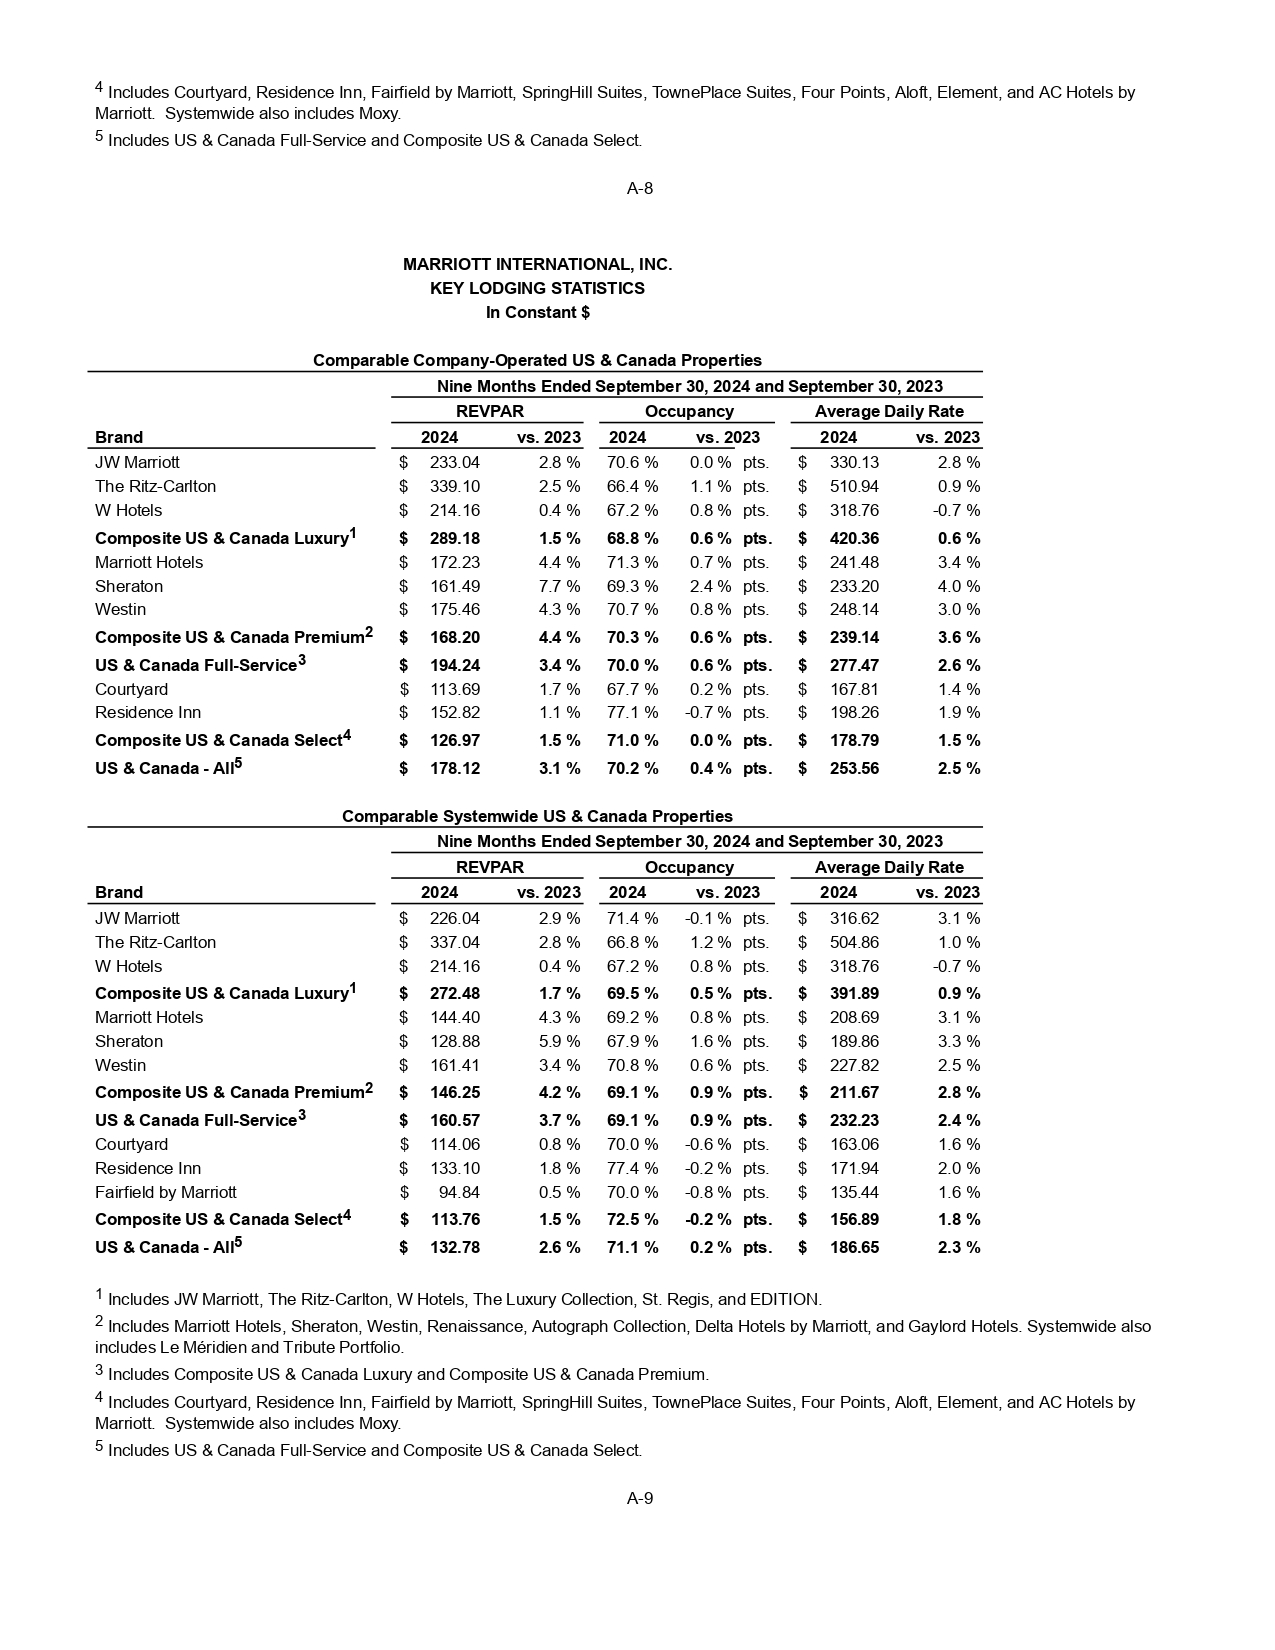 4 Includes Courtyard, Residence Inn, Fairfield by Marriott, SpringHill Suites, TownePlace Suites, Four Points, Aloft, Element, and AC Hotels by
Marriott.  Systemwide also includes Moxy.
5 Includes US & Canada Full-Service and Composite US & Canada Select.
A-8
MARRIOTT INTERNATIONAL, INC.
KEY LODGING STATISTICS
In Constant $
Comparable Company-Operated US & Canada Properties
Nine Months Ended September 30, 2024 and September 30, 2023
REVPAR Occupancy Average Daily Rate
Brand 2024 vs. 2023 2024 vs. 2023 2024 vs. 2023
JW Marriott $ 233.04 2.8 % 70.6 % 0.0 % pts. $ 330.13 2.8 %
The Ritz-Carlton $ 339.10 2.5 % 66.4 % 1.1 % pts. $ 510.94 0.9 %
W Hotels $ 214.16 0.4 % 67.2 % 0.8 % pts. $ 318.76 -0.7 %
Composite US & Canada Luxury1 $ 289.18 1.5 % 68.8 % 0.6 % pts. $ 420.36 0.6 %
Marriott Hotels $ 172.23 4.4 % 71.3 % 0.7 % pts. $ 241.48 3.4 %
Sheraton $ 161.49 7.7 % 69.3 % 2.4 % pts. $ 233.20 4.0 %
Westin $ 175.46 4.3 % 70.7 % 0.8 % pts. $ 248.14 3.0 %
Composite US & Canada Premium2 $ 168.20 4.4 % 70.3 % 0.6 % pts. $ 239.14 3.6 %
US & Canada Full-Service3 $ 194.24 3.4 % 70.0 % 0.6 % pts. $ 277.47 2.6 %
Courtyard $ 113.69 1.7 % 67.7 % 0.2 % pts. $ 167.81 1.4 %
Residence Inn $ 152.82 1.1 % 77.1 % -0.7 % pts. $ 198.26 1.9 %
Composite US & Canada Select4 $ 126.97 1.5 % 71.0 % 0.0 % pts. $ 178.79 1.5 %
US & Canada - All5 $ 178.12 3.1 % 70.2 % 0.4 % pts. $ 253.56 2.5 %
Comparable Systemwide US & Canada Properties
Nine Months Ended September 30, 2024 and September 30, 2023
REVPAR Occupancy Average Daily Rate
Brand 2024 vs. 2023 2024 vs. 2023 2024 vs. 2023
JW Marriott $ 226.04 2.9 % 71.4 % -0.1 % pts. $ 316.62 3.1 %
The Ritz-Carlton $ 337.04 2.8 % 66.8 % 1.2 % pts. $ 504.86 1.0 %
W Hotels $ 214.16 0.4 % 67.2 % 0.8 % pts. $ 318.76 -0.7 %
Composite US & Canada Luxury1 $ 272.48 1.7 % 69.5 % 0.5 % pts. $ 391.89 0.9 %
Marriott Hotels $ 144.40 4.3 % 69.2 % 0.8 % pts. $ 208.69 3.1 %
Sheraton $ 128.88 5.9 % 67.9 % 1.6 % pts. $ 189.86 3.3 %
Westin $ 161.41 3.4 % 70.8 % 0.6 % pts. $ 227.82 2.5 %
Composite US & Canada Premium2 $ 146.25 4.2 % 69.1 % 0.9 % pts. $ 211.67 2.8 %
US & Canada Full-Service3 $ 160.57 3.7 % 69.1 % 0.9 % pts. $ 232.23 2.4 %
Courtyard $ 114.06 0.8 % 70.0 % -0.6 % pts. $ 163.06 1.6 %
Residence Inn $ 133.10 1.8 % 77.4 % -0.2 % pts. $ 171.94 2.0 %
Fairfield by Marriott $ 94.84 0.5 % 70.0 % -0.8 % pts. $ 135.44 1.6 %
Composite US & Canada Select4 $ 113.76 1.5 % 72.5 % -0.2 % pts. $ 156.89 1.8 %
US & Canada - All5 $ 132.78 2.6 % 71.1 % 0.2 % pts. $ 186.65 2.3 %
1 Includes JW Marriott, The Ritz-Carlton, W Hotels, The Luxury Collection, St. Regis, and EDITION.
2 Includes Marriott Hotels, Sheraton, Westin, Renaissance, Autograph Collection, Delta Hotels by Marriott, and Gaylord Hotels. Systemwide also
includes Le Méridien and Tribute Portfolio.
3 Includes Composite US & Canada Luxury and Composite US & Canada Premium.
4 Includes Courtyard, Residence Inn, Fairfield by Marriott, SpringHill Suites, TownePlace Suites, Four Points, Aloft, Element, and AC Hotels by
Marriott.  Systemwide also includes Moxy.
5 Includes US & Canada Full-Service and Composite US & Canada Select.
A-9